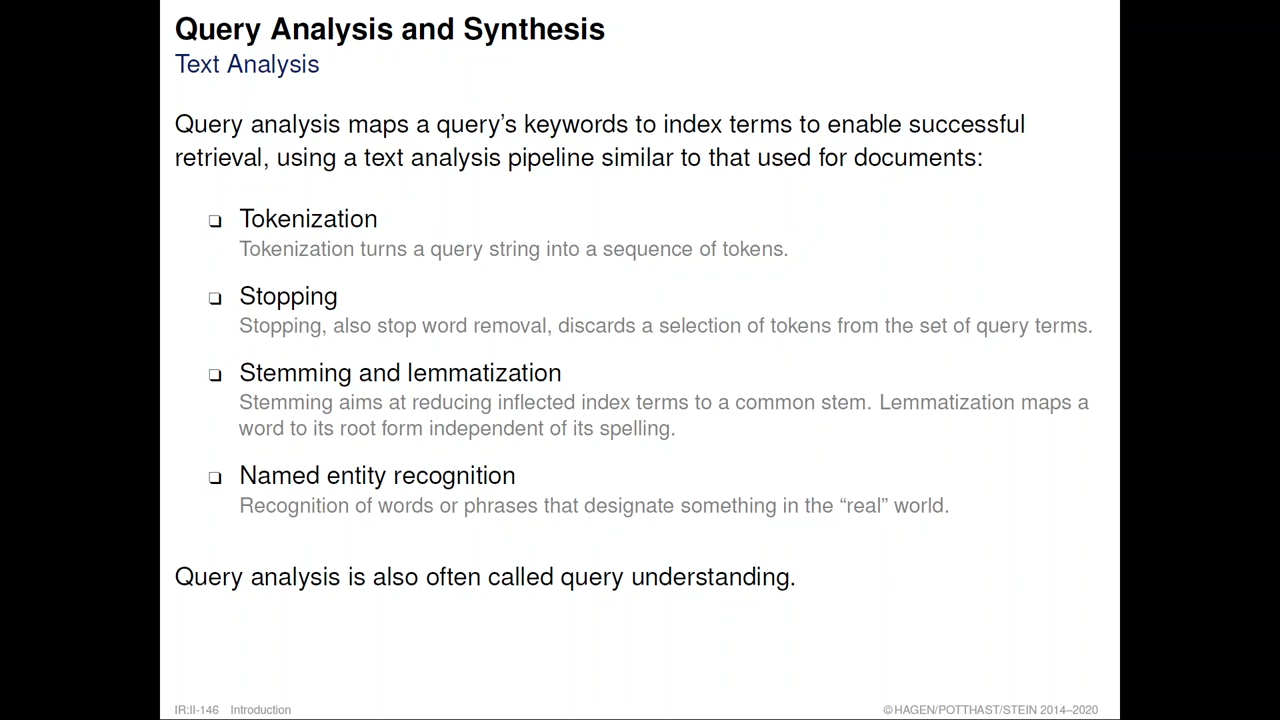 Query Analysis and Synthesis
Text Analysis
Query analysis maps a query's keywords to index terms to enable successful
retrieval, using a text analysis pipeline similar to that used for documents:
❑ Tokenization
Tokenization turns a query string into a sequence of tokens.
❑ Stopping
Stopping, also stop word removal, discards a selection of tokens from the set of query terms.
❑ Stemming and lemmatization
Stemming aims at reducing inflected index terms to a common stem. Lemmatization maps a
word to its root form independent of its spelling.
❑ Named entity recognition
Recognition of words or phrases that designate something in the “real” world.
Query analysis is also often called query understanding.
IR:II-146 Introduction
©HAGEN/POTTHAST/STEIN 2014–2020